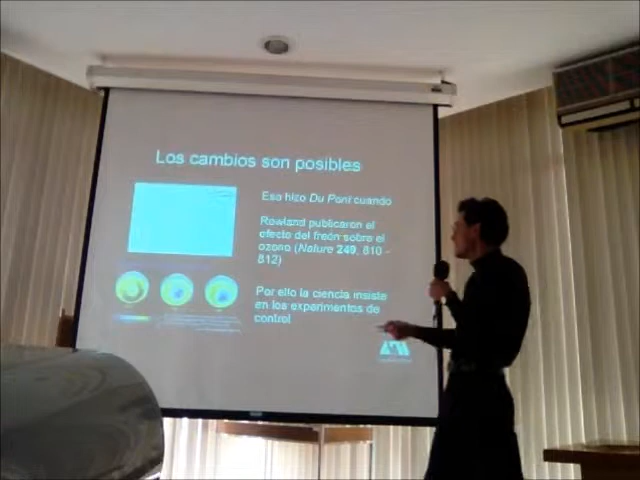 Los cambios son posibles
Eso hizo Du Pont cuando
Rowland publicaron el
efecto del freón sobre el
ozono (Nature 249, 810 -
812)
Por ello la ciencia insiste
en los experimentos de
control